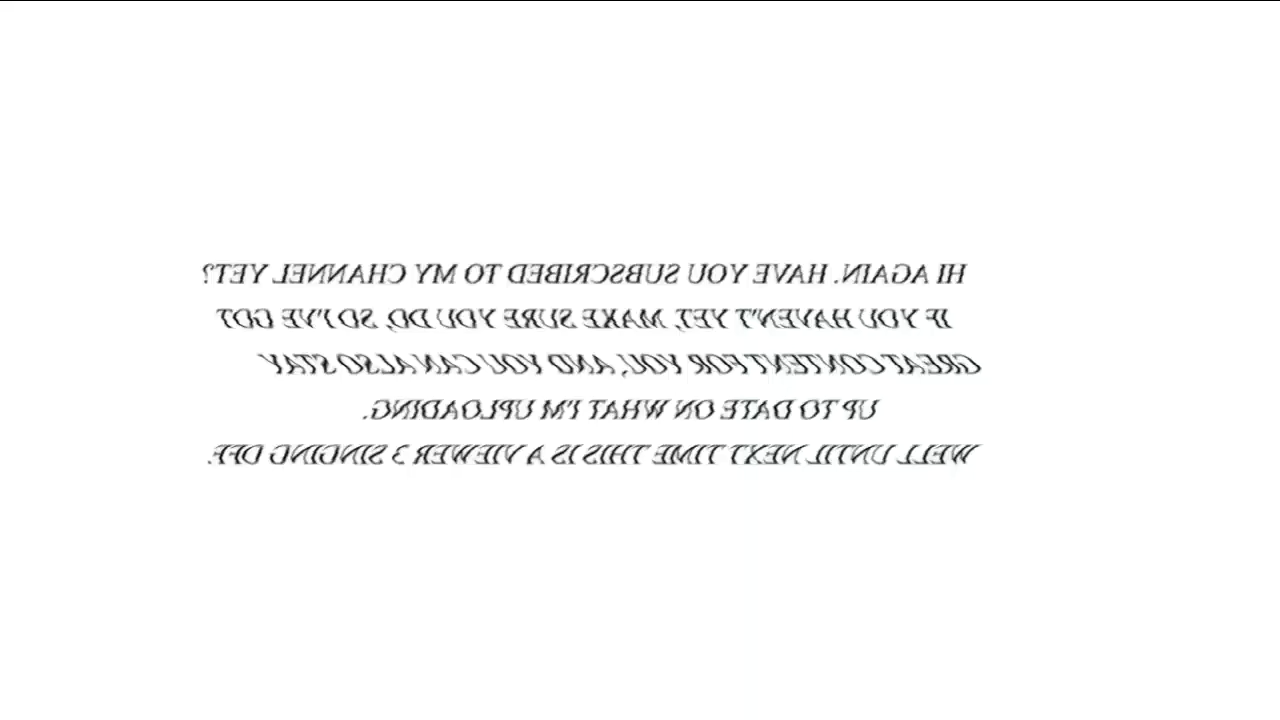 HI AGAIN. HAVE YOU SUBSCRIBED TO MY CHANNEL YET?
IF YOU HAVEN'T YET, MAKE SURE YOU DO, SO I'VE GOT
GREAT CONTENT FOR YOU, AND YOU CAN ALSO STAY
UP TO DATE ON WHAT I'M UPLOADING.
WELL UNTIL NEXT TIME THIS IS A VIEWER 3 SINGING OFF.